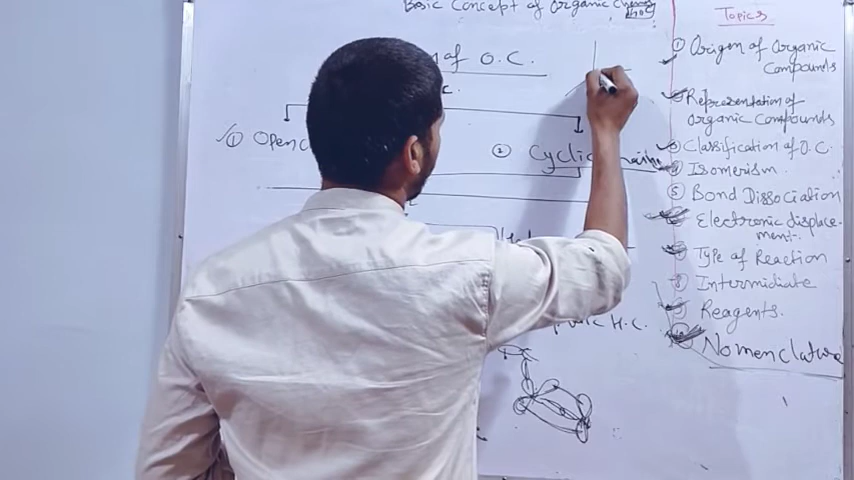 Basic Concept of Organic
of O.C.
① Open
② Cyclic
H.C.
Topics
① Origen of Organic
Compounds
② Representation of
Organic Compounds
③ Classification of O.C.
④ Isomerism
⑤ Bond Dissociation
⑥ Electronic displace-
ment.
⑦ Type of Reaction
⑧ Intermidiate
⑨ Reagents.
⑩ Nomenclature